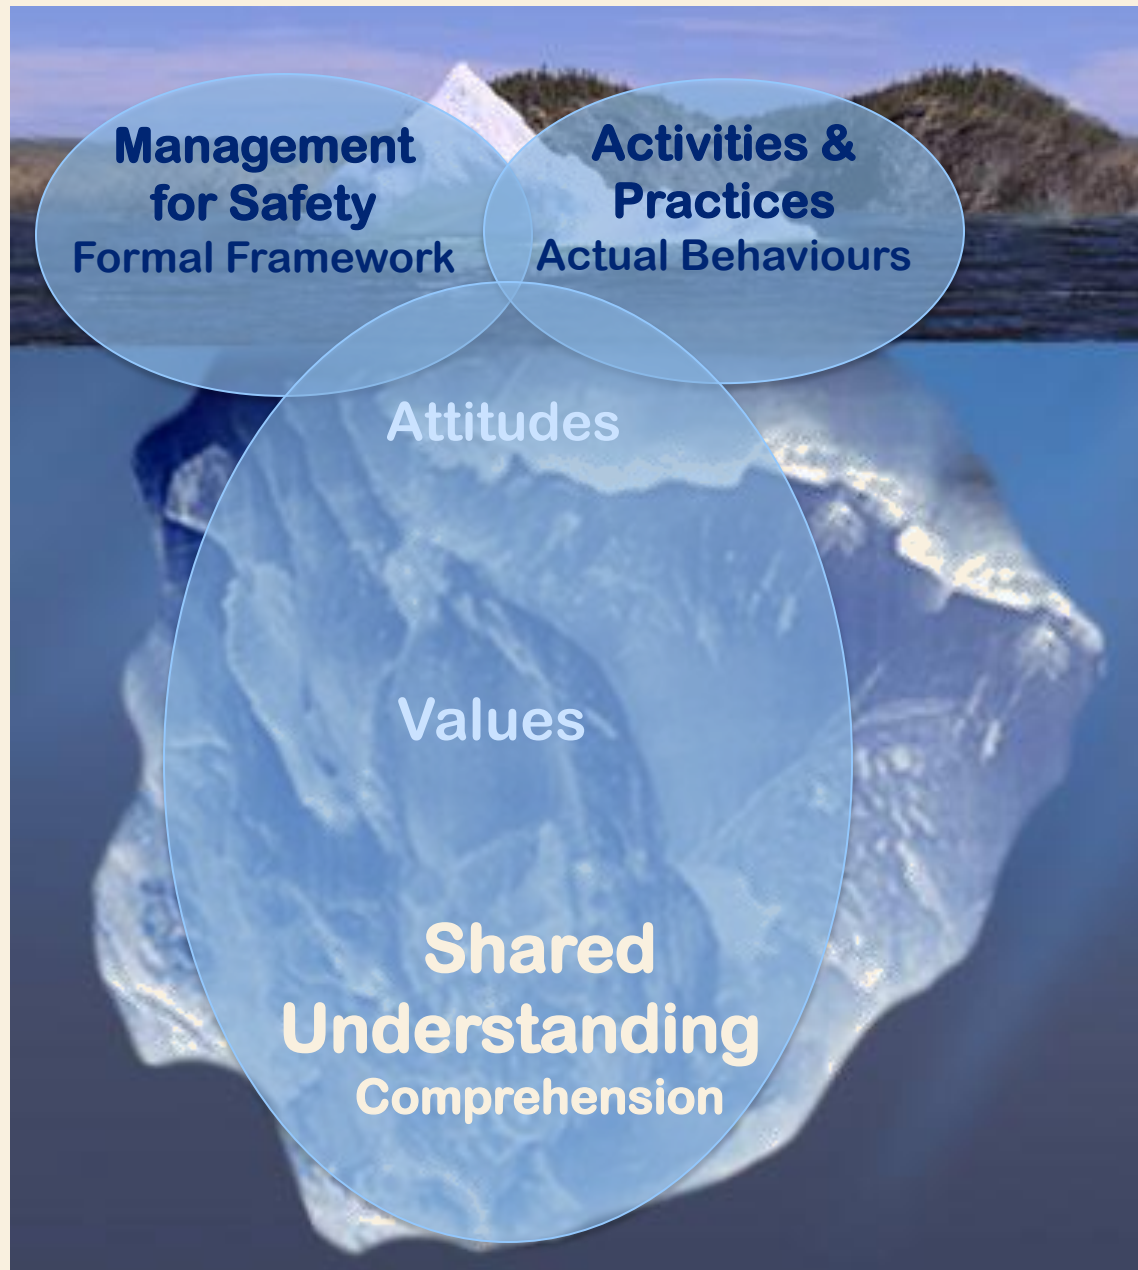 Management
for Safety
Formal Framework
Activities &
Practices
Actual Behaviours
Attitudes
Values
Shared
Understanding
Comprehension